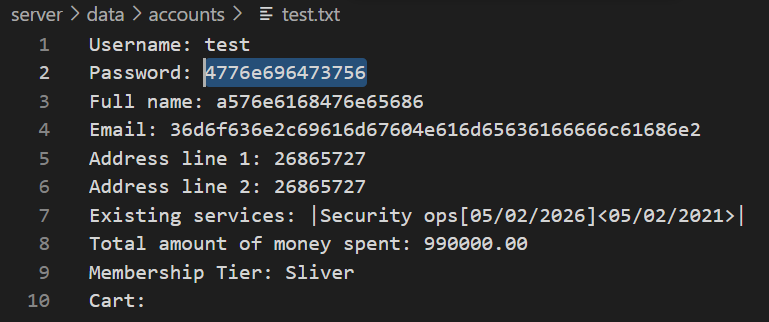 server > data > accounts > test.txt
1 Username: test
2 Password: 4776e696473756
3 Full name: a576e6168476e65686
4 Email: 36d6f636e2c69616d67604e616d65636166666c61686e2
5 Address line 1: 26865727
6 Address line 2: 26865727
7 Existing services: |Security ops[05/02/2026]<05/02/2021>|
8 Total amount of money spent: 990000.00
9 Membership Tier: Sliver
10 Cart: